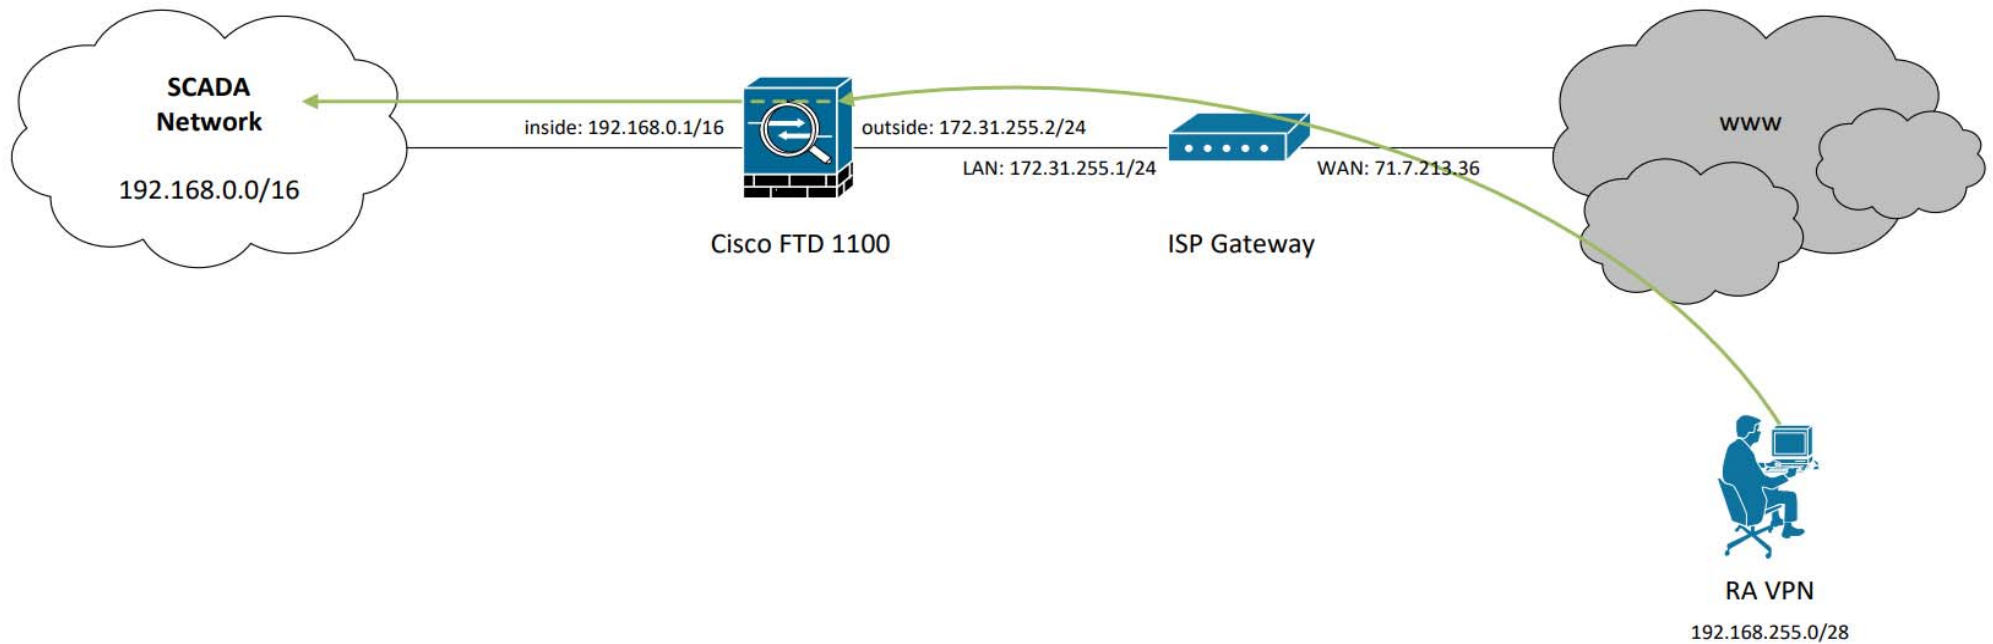 SCADA
Network
192.168.0.0/16
inside: 192.168.0.1/16
outside: 172.31.255.2/24
LAN: 172.31.255.1/24
WAN: 71.7.213.36
www
Cisco FTD 1100
ISP Gateway
RA VPN
192.168.255.0/28